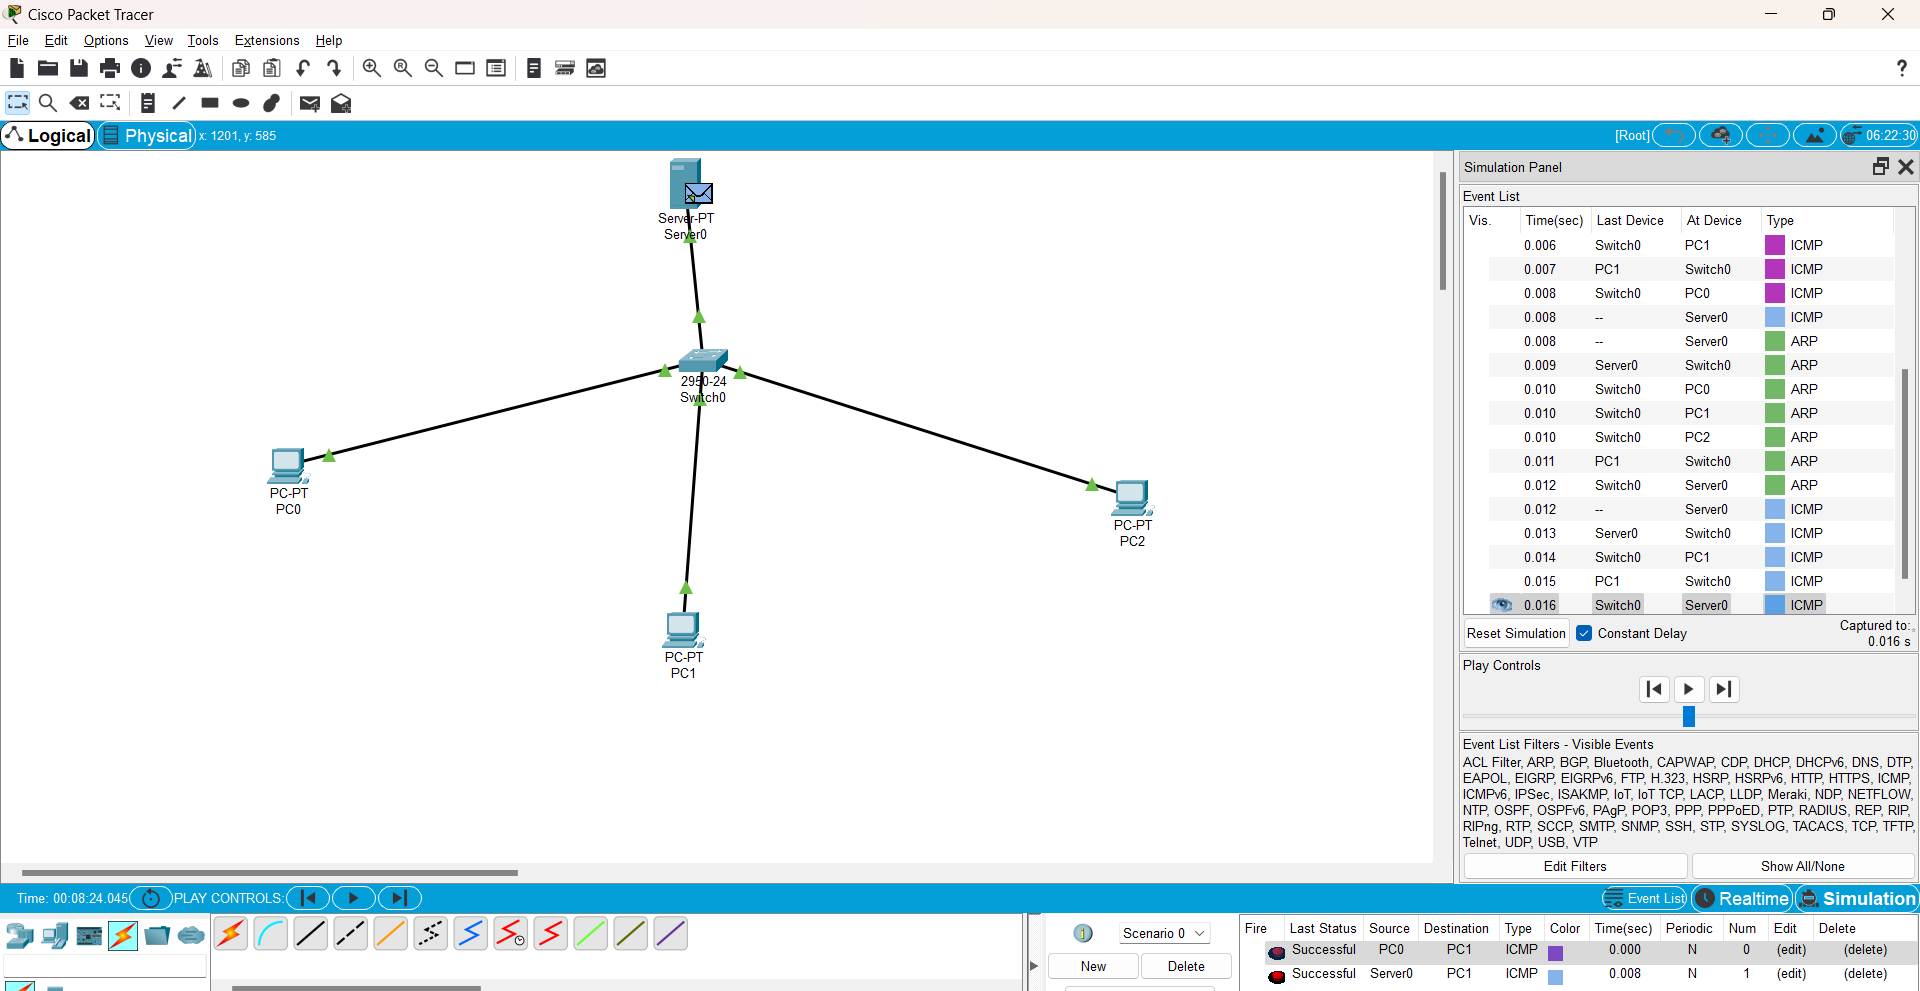 Cisco Packet Tracer
File Edit Options View Tools Extensions Help
Logical Physical x: 1201, y: 585 [Root] 06:22:30
Server-PT
Server0
2950-24
Switch0
PC-PT
PC0
PC-PT
PC2
PC-PT
PC1
Simulation Panel
Event List
Vis. Time(sec) Last Device At Device Type
0.006 Switch0 PC1 ICMP
0.007 PC1 Switch0 ICMP
0.008 Switch0 PC0 ICMP
0.008 -- Server0 ICMP
0.008 -- Server0 ARP
0.009 Server0 Switch0 ARP
0.010 Switch0 PC0 ARP
0.010 Switch0 PC1 ARP
0.010 Switch0 PC2 ARP
0.011 PC1 Switch0 ARP
0.012 Switch0 Server0 ARP
0.012 -- Server0 ICMP
0.013 Server0 Switch0 ICMP
0.014 Switch0 PC1 ICMP
0.015 PC1 Switch0 ICMP
0.016 Switch0 Server0 ICMP
Reset Simulation Constant Delay Captured to:
0.016 s
Play Controls
Event List Filters - Visible Events
ACL Filter, ARP, BGP, Bluetooth, CAPWAP, CDP, DHCP, DHCPv6, DNS, DTP,
EAPOL, EIGRP, EIGRPv6, FTP, H.323, HSRP, HSRPv6, HTTP, HTTPS, ICMP,
ICMPv6, IPSec, ISAKMP, IoT, IoT TCP, LACP, LLDP, Meraki, NDP, NETFLOW,
NTP, OSPF, OSPFv6, PAgP, POP3, PPP, PPPoED, PTP, RADIUS, REP, RIP,
RIPng, RTP, SCCP, SMTP, SNMP, SSH, STP, SYSLOG, TACACS, TCP, TFTP,
Telnet, UDP, USB, VTP
Edit Filters Show All/None
Time: 00:08:24.045 PLAY CONTROLS: Event List Realtime Simulation
Scenario 0
New Delete
Fire Last Status Source Destination Type Color Time(sec) Periodic Num Edit Delete
Successful PC0 PC1 ICMP 0.000 N 0 (edit) (delete)
Successful Server0 PC1 ICMP 0.008 N 1 (edit) (delete)